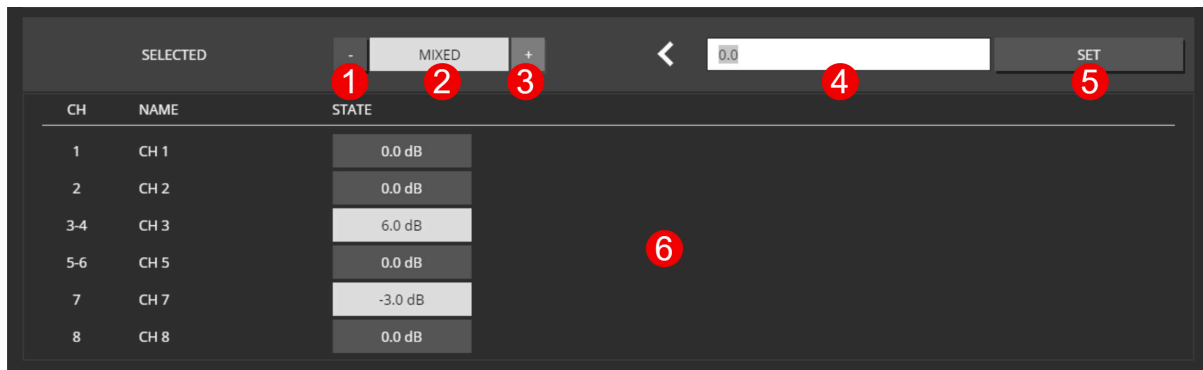 SELECTED - MIXED + 0.0 SET
1 2 3 4 5
CH NAME STATE
1 CH 1 0.0 dB
2 CH 2 0.0 dB
3-4 CH 3 6.0 dB
6
5-6 CH 5 0.0 dB
7 CH 7 -3.0 dB
8 CH 8 0.0 dB